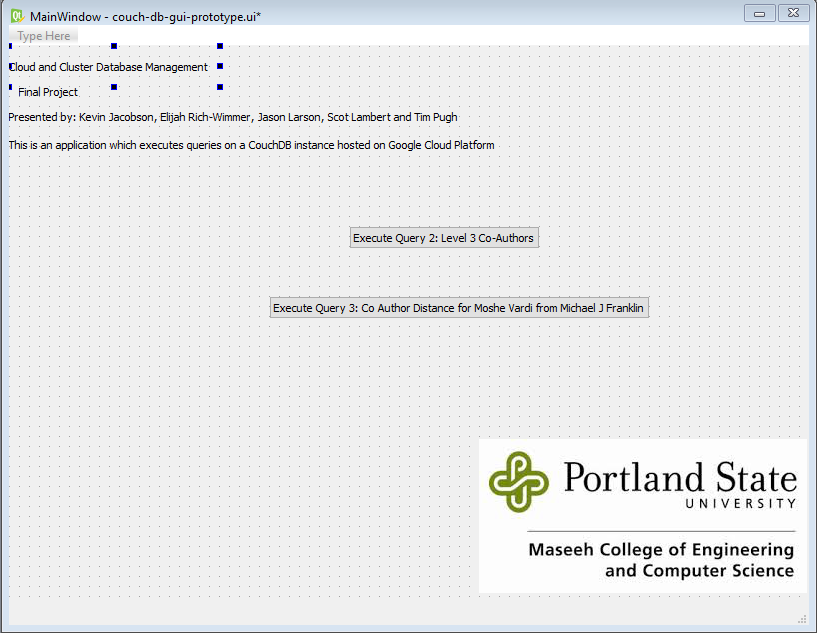 MainWindow - couch-db-gui-prototype.ui*
Type Here
Cloud and Cluster Database Management
Final Project
Presented by: Kevin Jacobson, Elijah Rich-Wimmer, Jason Larson, Scot Lambert and Tim Pugh
This is an application which executes queries on a CouchDB instance hosted on Google Cloud Platform
Execute Query 2: Level 3 Co-Authors
Execute Query 3: Co Author Distance for Moshe Vardi from Michael J Franklin
Portland State
UNIVERSITY
Maseeh College of Engineering
and Computer Science